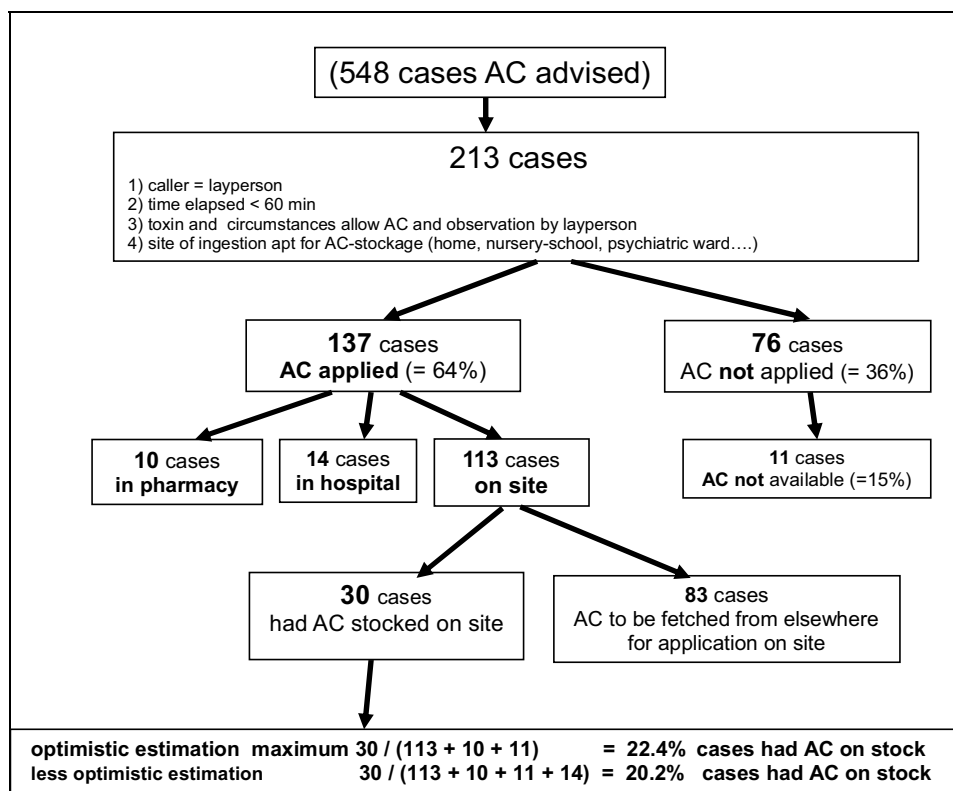 (548 cases AC advised)
213 cases
1) caller = layperson
2) time elapsed < 60 min
3) toxin and circumstances allow AC and observation by layperson
4) site of ingestion apt for AC-stockage (home, nursery-school, psychiatric ward....)
137 cases
AC applied (= 64%)
76 cases
AC not applied (= 36%)
10 cases
in pharmacy
14 cases
in hospital
113 cases
on site
11 cases
AC not available (=15%)
30 cases
had AC stocked on site
83 cases
AC to be fetched from elsewhere
for application on site
optimistic estimation maximum 30 / (113 + 10 + 11) = 22.4% cases had AC on stock
less optimistic estimation 30 / (113 + 10 + 11 + 14) = 20.2% cases had AC on stock